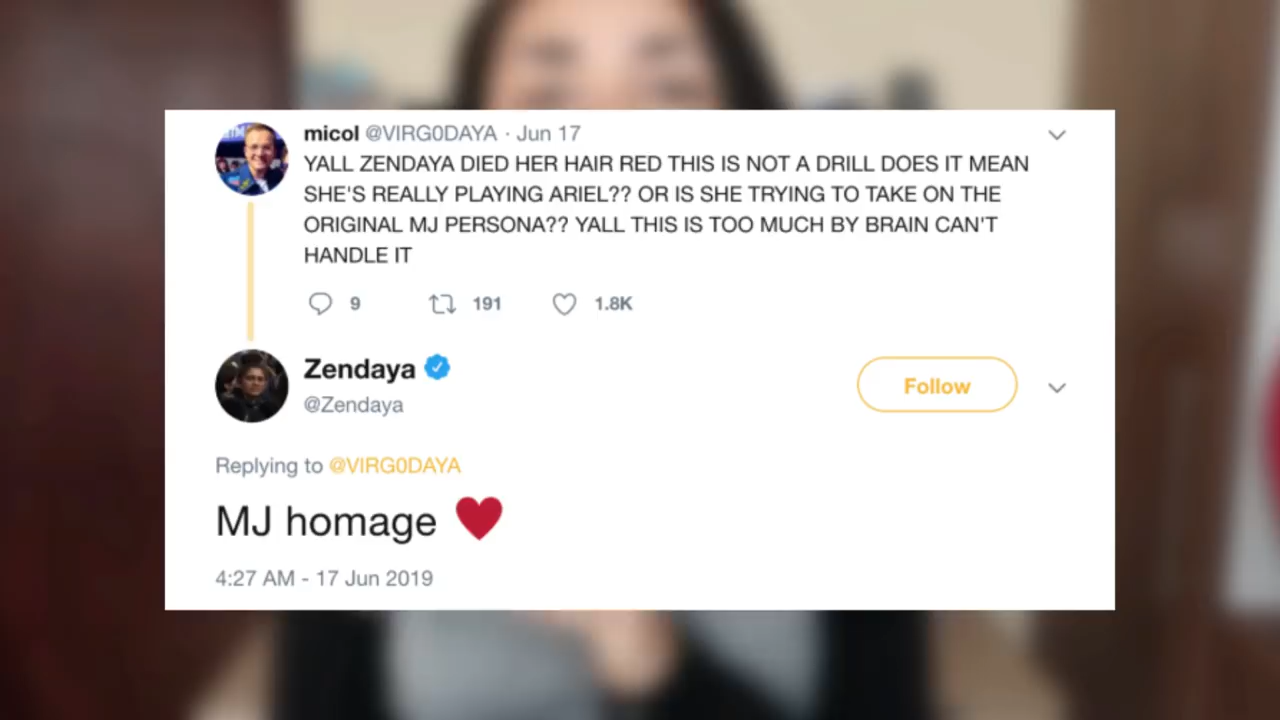 micol @VIRG0DAYA · Jun 17
YALL ZENDAYA DIED HER HAIR RED THIS IS NOT A DRILL DOES IT MEAN
SHE'S REALLY PLAYING ARIEL?? OR IS SHE TRYING TO TAKE ON THE
ORIGINAL MJ PERSONA?? YALL THIS IS TOO MUCH BY BRAIN CAN'T
HANDLE IT
9 191 1.8K
Zendaya
@Zendaya
Follow
Replying to @VIRG0DAYA
MJ homage ❤️
4:27 AM - 17 Jun 2019